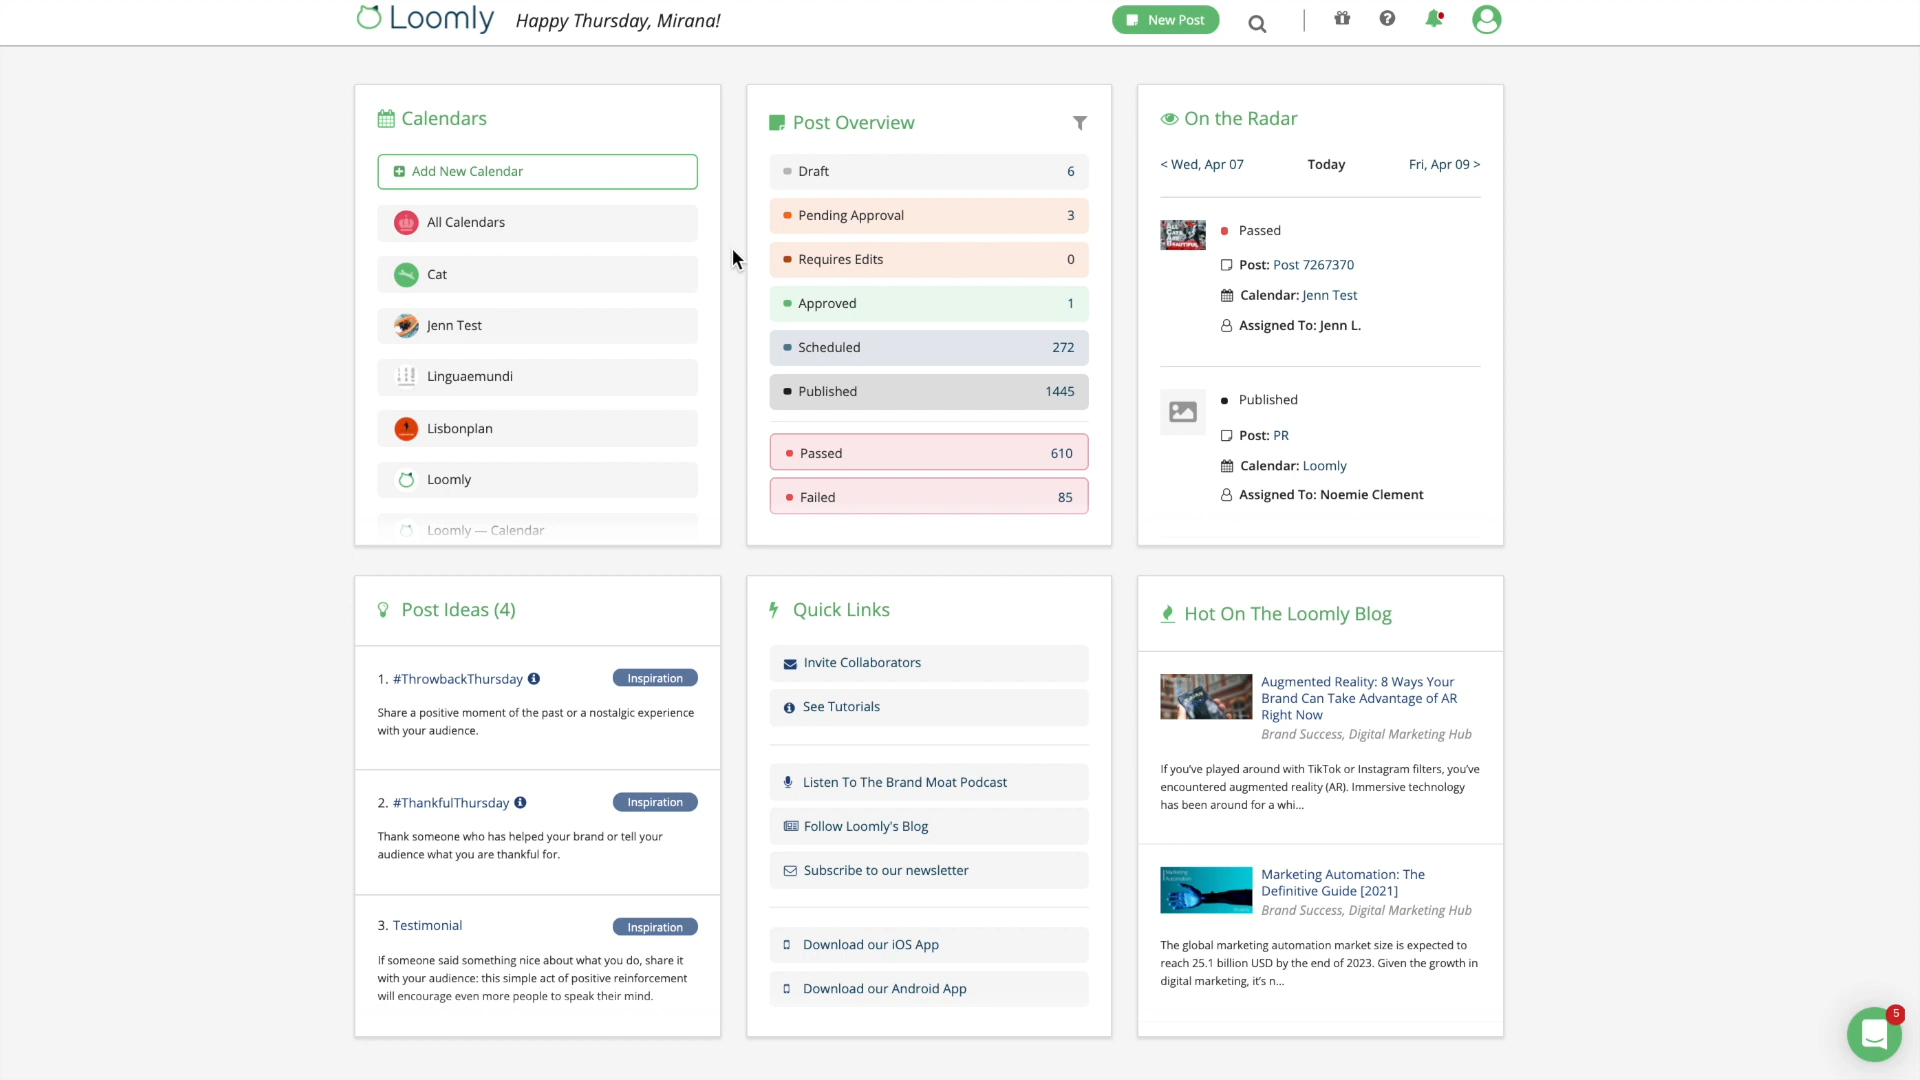 Loomly
Happy Thursday, Mirana!
New Post
Calendars
Add New Calendar
All Calendars
Cat
Jenn Test
Linguaemundi
Lisbonplan
Loomly
Loomly — Calendar
Post Overview
Draft 6
Pending Approval 3
Requires Edits 0
Approved 1
Scheduled 272
Published 1445
Passed 610
Failed 85
On the Radar
< Wed, Apr 07 Today Fri, Apr 09 >
Passed
Post: Post 7267370
Calendar: Jenn Test
Assigned To: Jenn L.
Published
Post: PR
Calendar: Loomly
Assigned To: Noemie Clement
Post Ideas (4)
1. #ThrowbackThursday Inspiration
Share a positive moment of the past or a nostalgic experience
with your audience.
2. #ThankfulThursday Inspiration
Thank someone who has helped your brand or tell your
audience what you are thankful for.
3. Testimonial Inspiration
If someone said something nice about what you do, share it
with your audience: this simple act of positive reinforcement
will encourage even more people to speak their mind.
Quick Links
Invite Collaborators
See Tutorials
Listen To The Brand Moat Podcast
Follow Loomly's Blog
Subscribe to our newsletter
Download our iOS App
Download our Android App
Hot On The Loomly Blog
Augmented Reality: 8 Ways Your
Brand Can Take Advantage of AR
Right Now
Brand Success, Digital Marketing Hub
If you've played around with TikTok or Instagram filters, you've
encountered augmented reality (AR). Immersive technology
has been around for a whi...
Marketing Automation: The
Definitive Guide [2021]
Brand Success, Digital Marketing Hub
The global marketing automation market size is expected to
reach 25.1 billion USD by the end of 2023. Given the growth in
digital marketing, it's n...
5